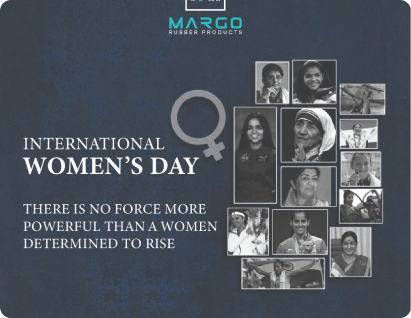 MARGO
RUBBER PRODUCTS
INTERNATIONAL
WOMEN'S DAY
THERE IS NO FORCE MORE
POWERFUL THAN A WOMEN
DETERMINED TO RISE